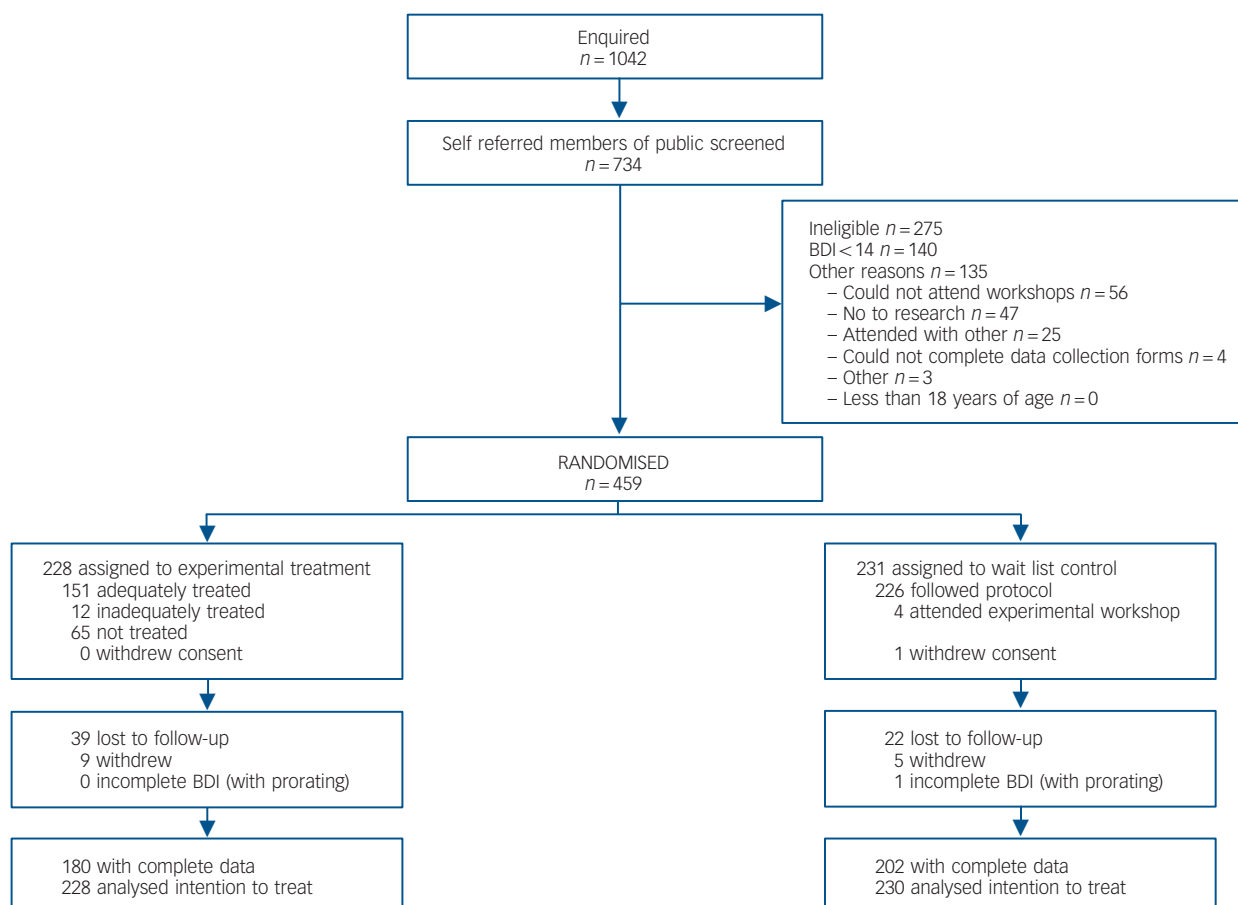 Enquired
n = 1042
Self referred members of public screened
n = 734
Ineligible n = 275
BDI < 14 n = 140
Other reasons n = 135
– Could not attend workshops n = 56
– No to research n = 47
– Attended with other n = 25
– Could not complete data collection forms n = 4
– Other n = 3
– Less than 18 years of age n = 0
RANDOMISED
n = 459
228 assigned to experimental treatment
151 adequately treated
12 inadequately treated
65 not treated
0 withdrew consent
231 assigned to wait list control
226 followed protocol
4 attended experimental workshop
1 withdrew consent
39 lost to follow-up
9 withdrew
0 incomplete BDI (with prorating)
22 lost to follow-up
5 withdrew
1 incomplete BDI (with prorating)
180 with complete data
228 analysed intention to treat
202 with complete data
230 analysed intention to treat